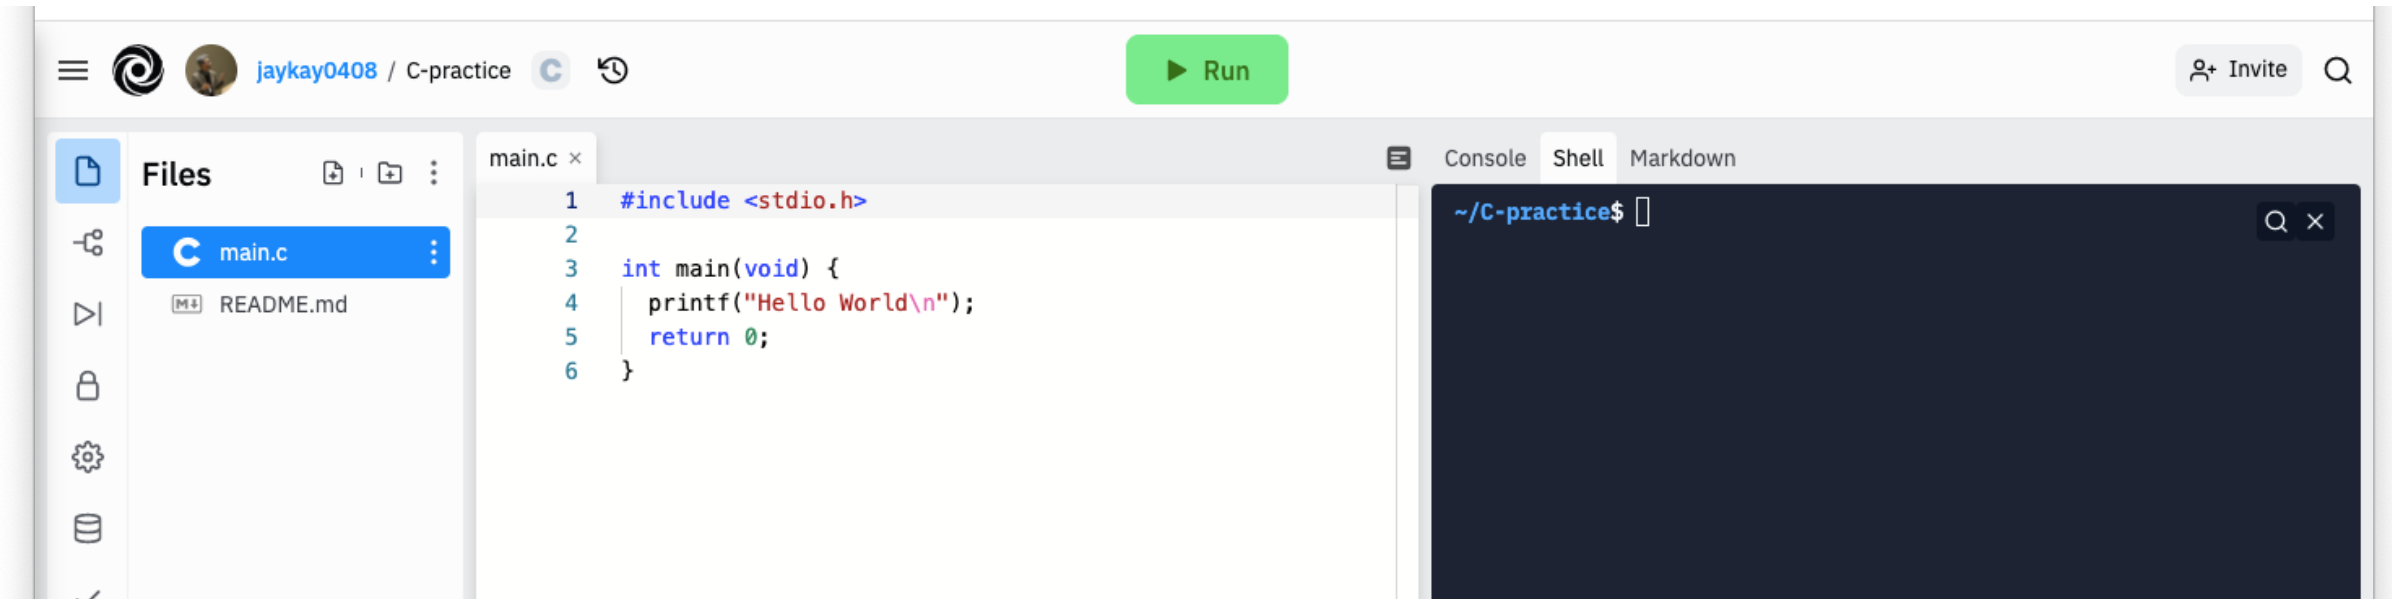 jaykay0408 / C-practice C
Run
Invite
Files
main.c
README.md
main.c ×
1 #include <stdio.h>
2
3 int main(void) {
4   printf("Hello World\n");
5   return 0;
6 }
Console Shell Markdown
~/C-practice$